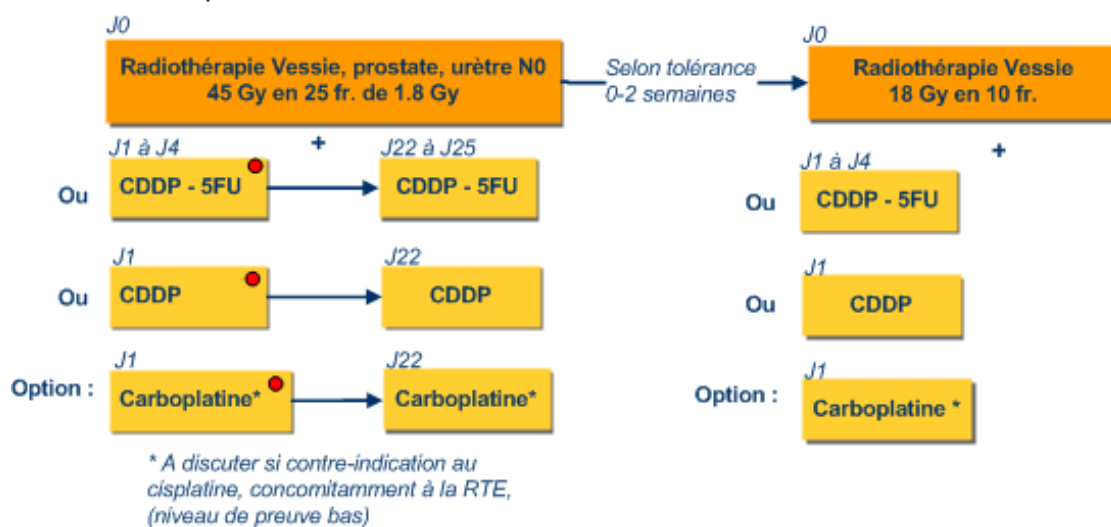 J0
Radiothérapie Vessie, prostate, urètre N0
45 Gy en 25 fr. de 1.8 Gy
Selon tolérance
0-2 semaines
J0
Radiothérapie Vessie
18 Gy en 10 fr.
+
+
J1 à J4
J22 à J25
J1 à J4
Ou
CDDP - 5FU
CDDP - 5FU
Ou
CDDP - 5FU
J1
J22
J1
Ou
CDDP
CDDP
Ou
CDDP
J1
J22
J1
Option :
Carboplatine*
Carboplatine*
Option :
Carboplatine *
* A discuter si contre-indication au
cisplatine, concomitamment à la RTE,
(niveau de preuve bas)